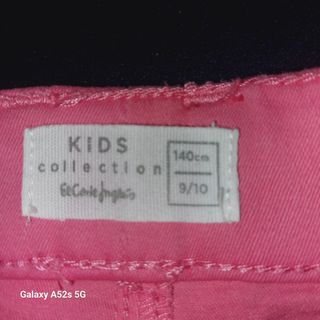 KIDS
collection
El Corte Inglés
140cm
9/10
Galaxy A52s 5G